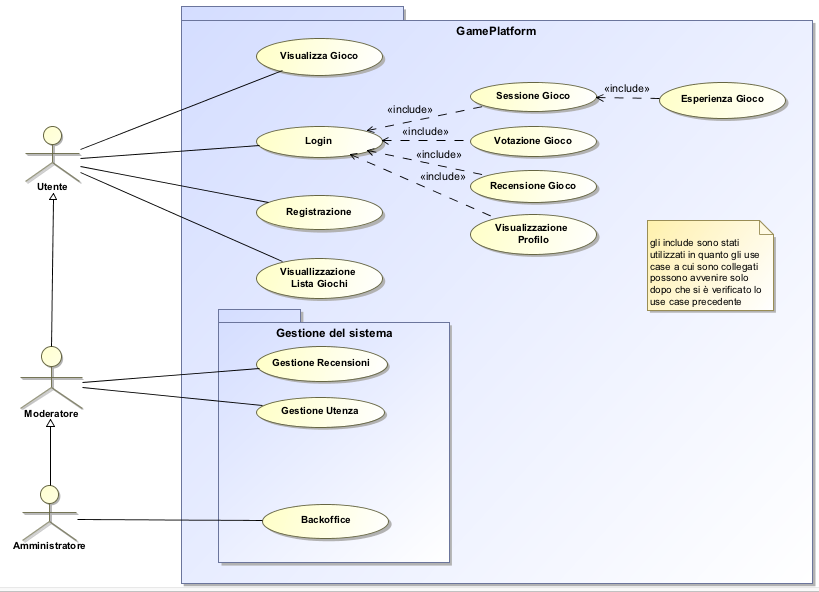 GamePlatform
Visualizza Gioco
Sessione Gioco
«include»
Esperienza Gioco
«include»
Login
«include»
Votazione Gioco
«include»
Recensione Gioco
«include»
Utente
Registrazione
Visualizzazione
Profilo
gli include sono stati
utilizzati in quanto gli use
case a cui sono collegati
possono avvenire solo
dopo che si è verificato lo
use case precedente
Visuallizzazione
Lista Giochi
Gestione del sistema
Gestione Recensioni
Gestione Utenza
Moderatore
Backoffice
Amministratore